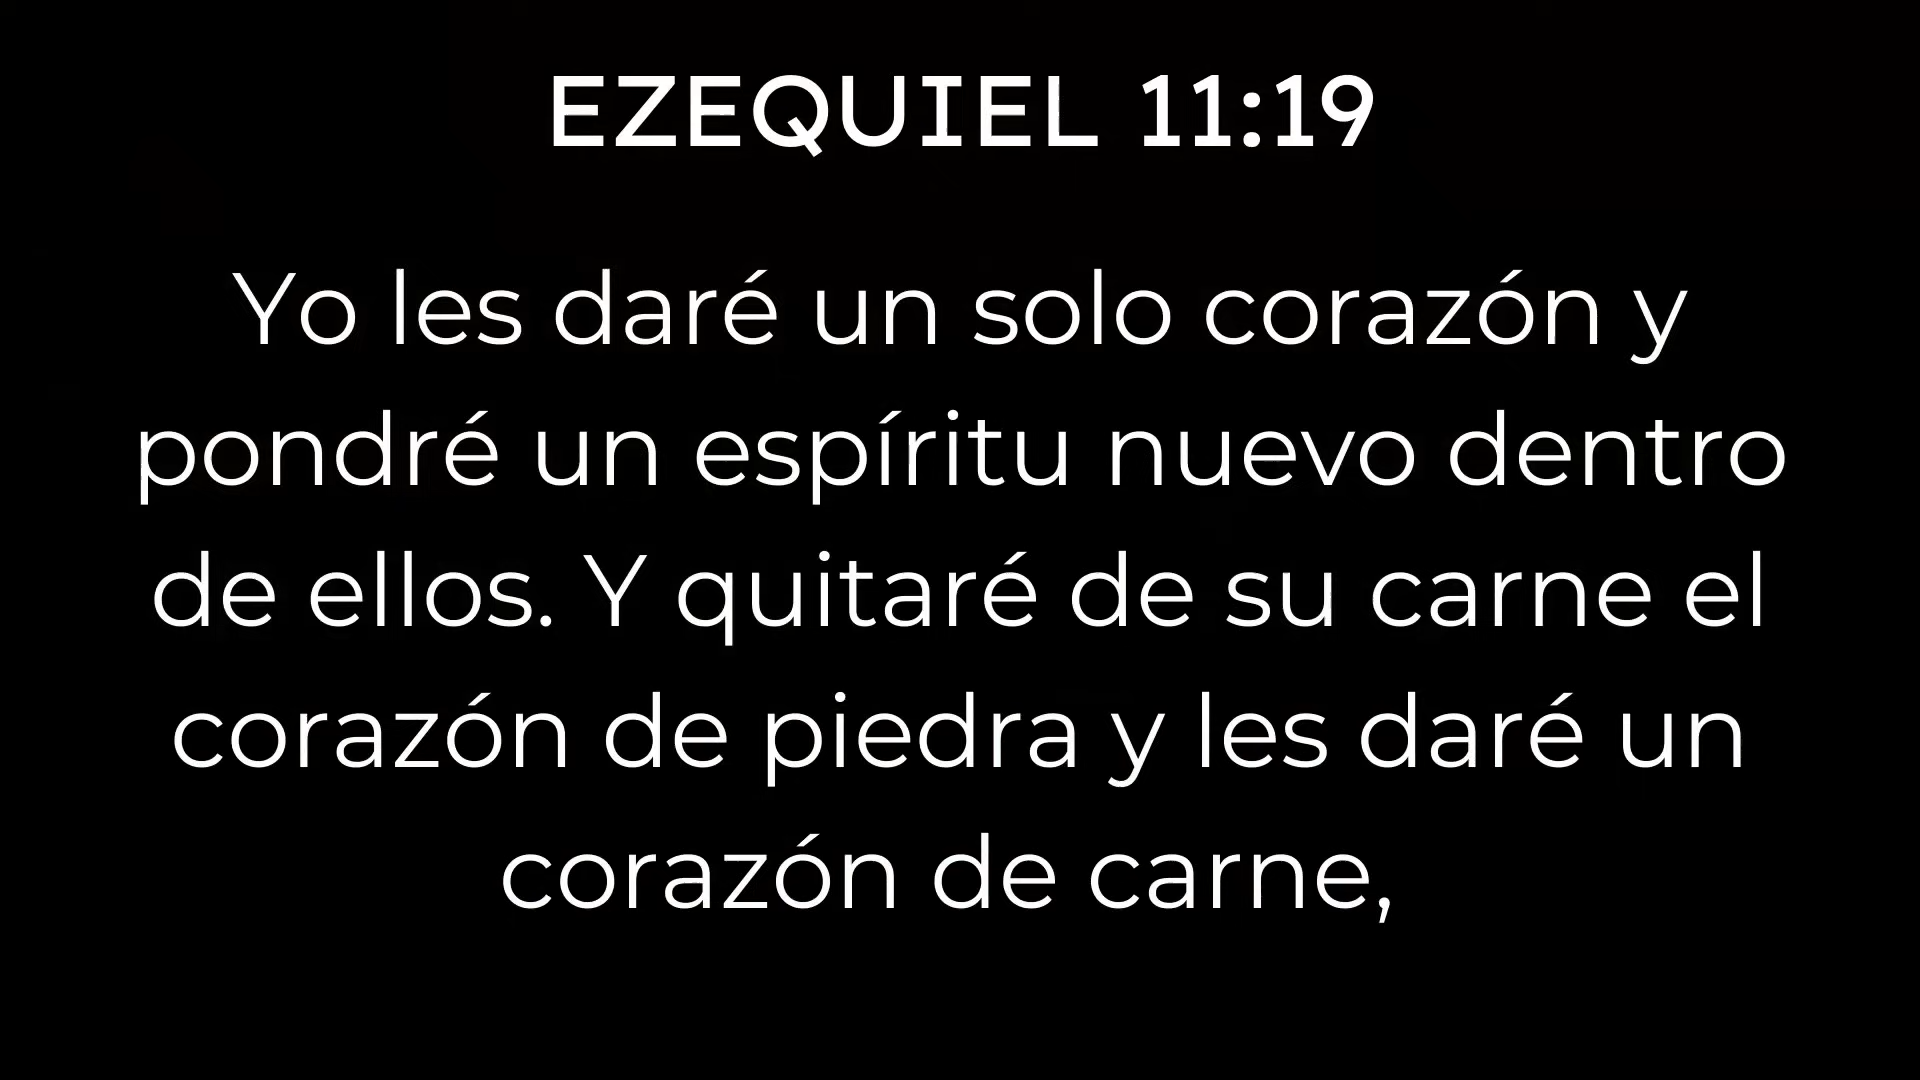 EZEQUIEL 11:19
Yo les daré un solo corazón y
pondré un espíritu nuevo dentro
de ellos. Y quitaré de su carne el
corazón de piedra y les daré un
corazón de carne,